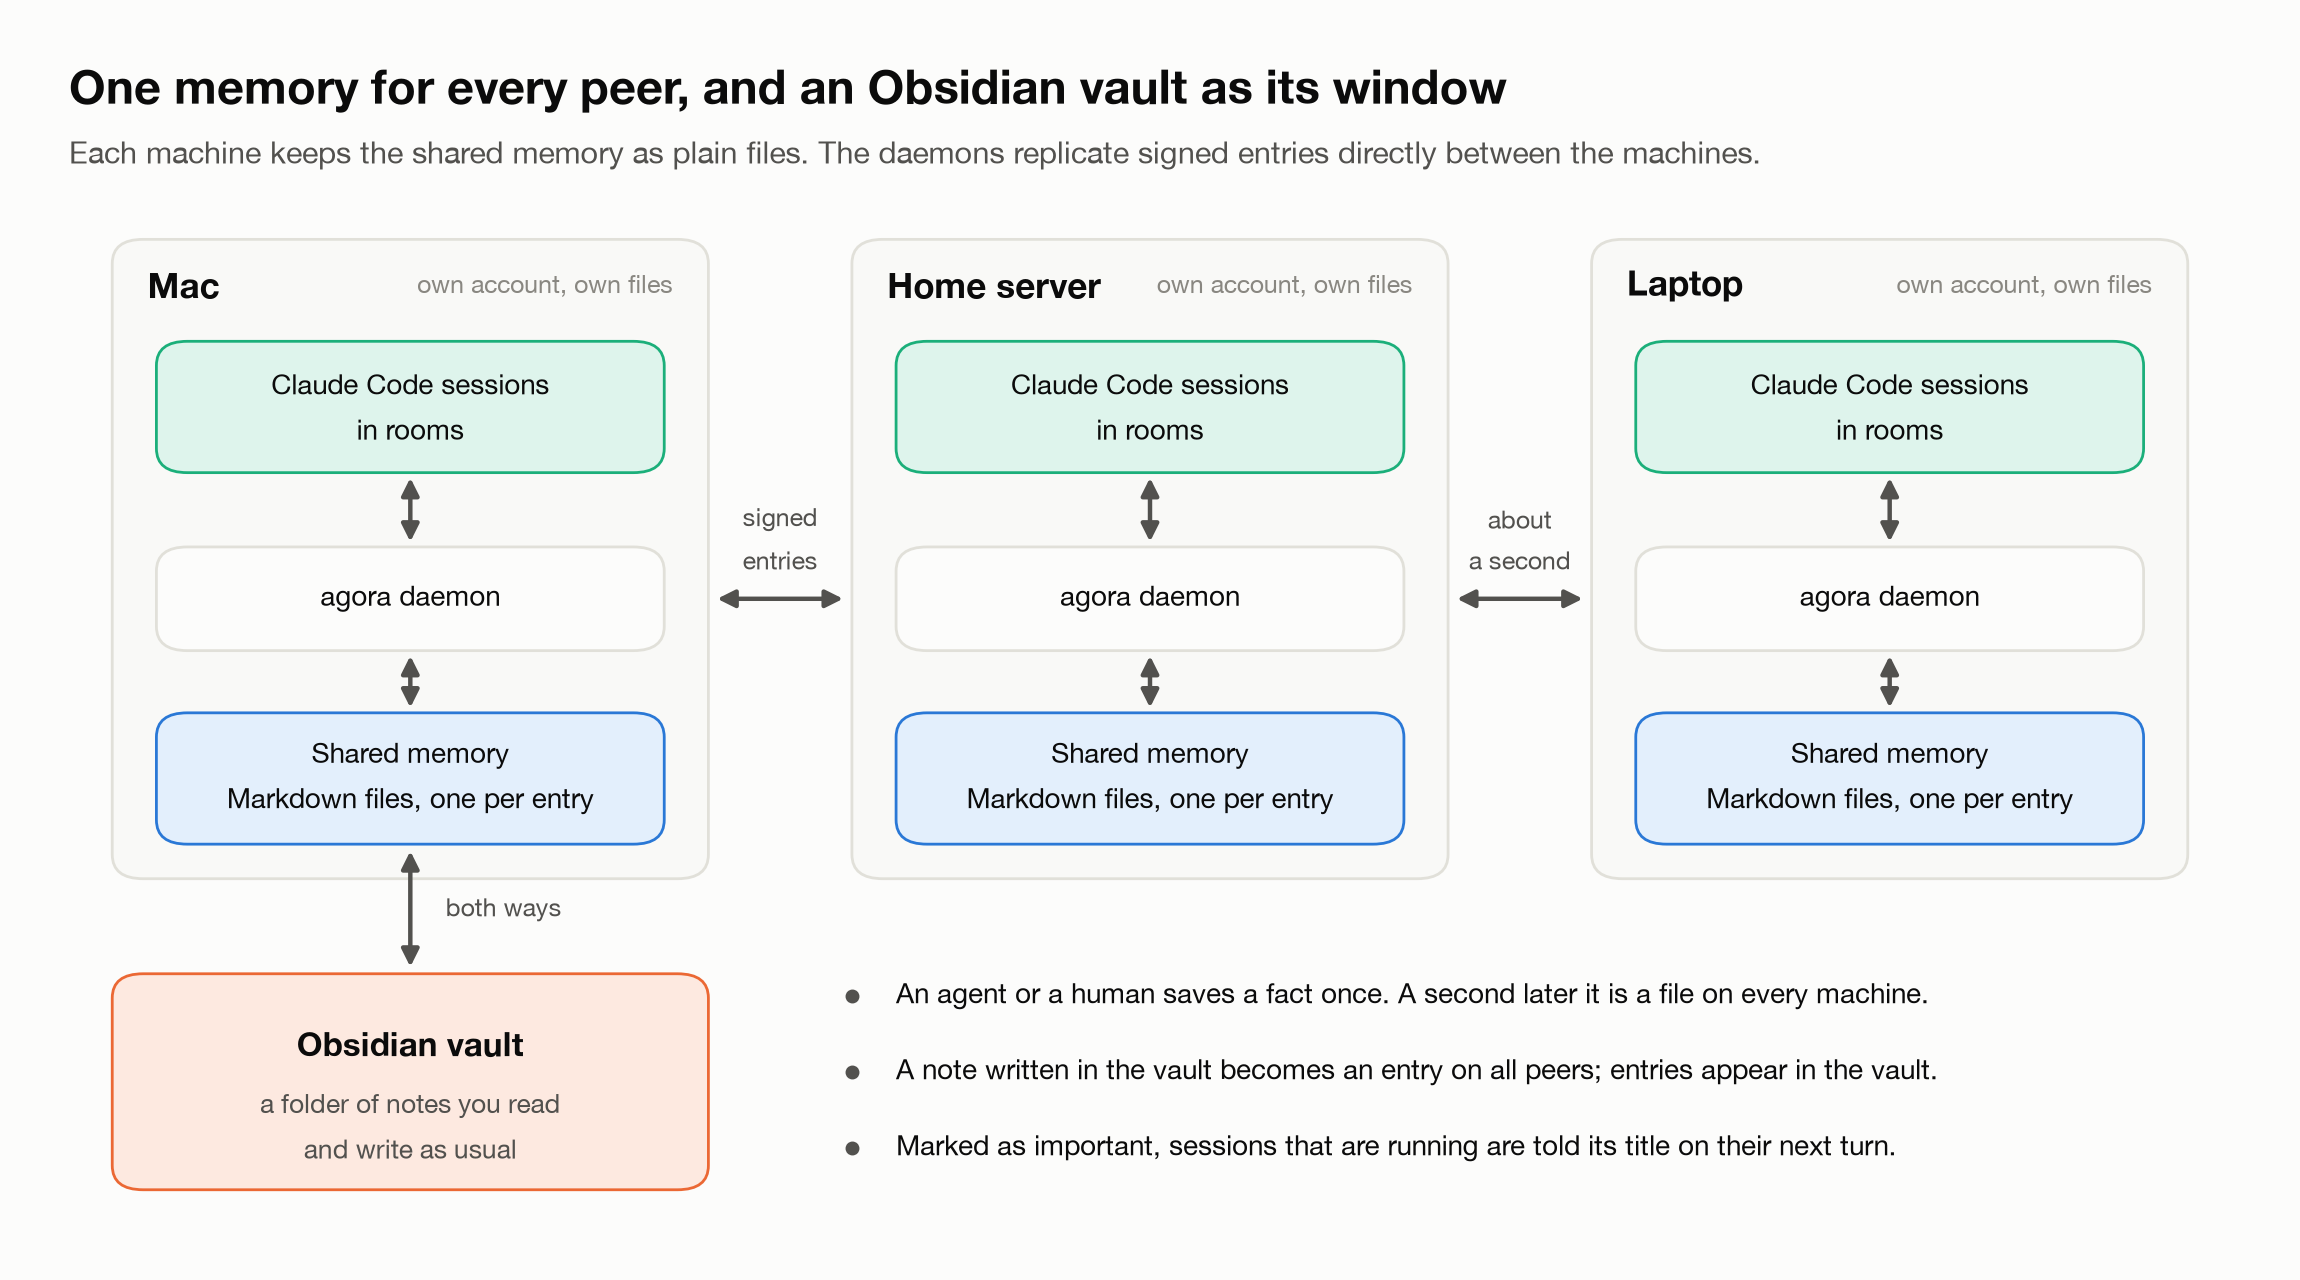 One memory for every peer, and an Obsidian vault as its window
Each machine keeps the shared memory as plain files. The daemons replicate signed entries directly between the machines.
Mac
own account, own files
Claude Code sessions
in rooms
agora daemon
Shared memory
Markdown files, one per entry
signed
entries
Home server
own account, own files
Claude Code sessions
in rooms
agora daemon
Shared memory
Markdown files, one per entry
about
a second
Laptop
own account, own files
Claude Code sessions
in rooms
agora daemon
Shared memory
Markdown files, one per entry
both ways
Obsidian vault
a folder of notes you read
and write as usual
● An agent or a human saves a fact once. A second later it is a file on every machine.
● A note written in the vault becomes an entry on all peers; entries appear in the vault.
● Marked as important, sessions that are running are told its title on their next turn.